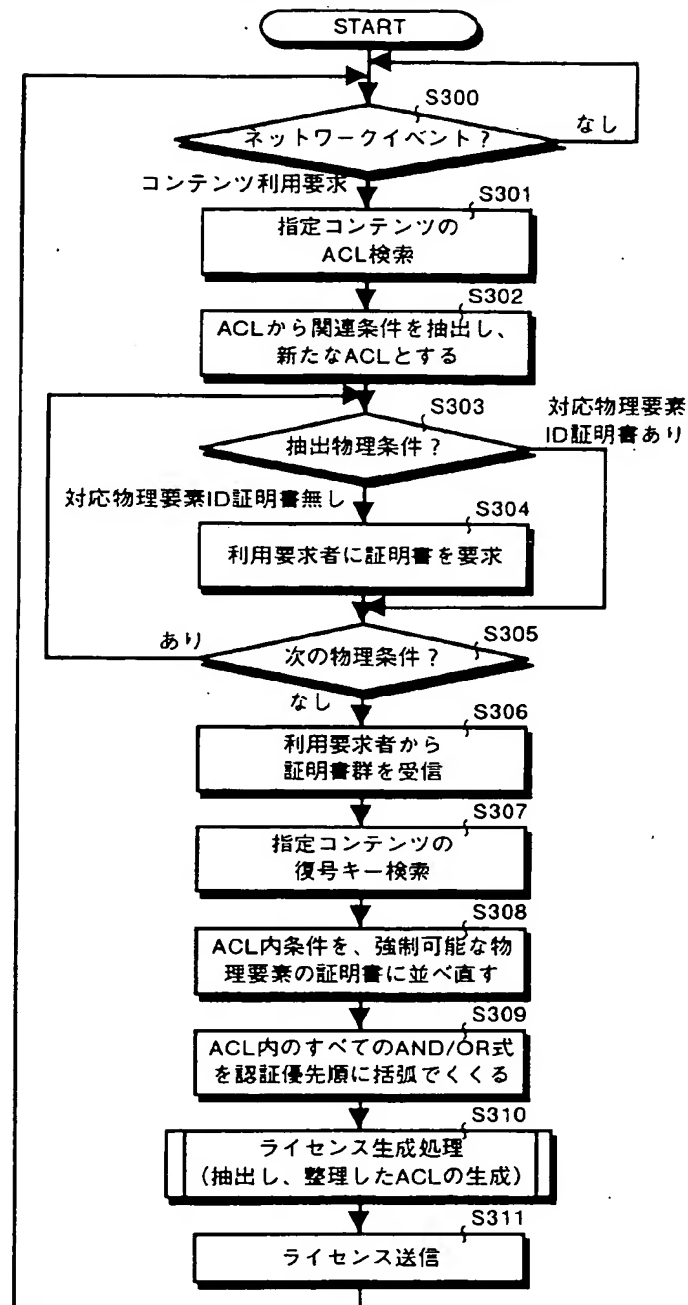 START
S300
ネットワークイベント？
なし
コンテンツ利用要求
S301
指定コンテンツの
ACL検索
S302
ACLから関連条件を抽出し、
新たなACLとする
S303
対応物理要素
ID証明書あり
抽出物理条件？
対応物理要素ID証明書無し
S304
利用要求者に証明書を要求
あり
S305
次の物理条件？
なし
S306
利用要求者から
証明書群を受信
S307
指定コンテンツの
復号キー検索
S308
ACL内条件を、強制可能な物
理要素の証明書に並べ直す
S309
ACL内のすべてのAND/OR式
を認証優先順に括弧でくくる
S310
ライセンス生成処理
(抽出し、整理したACLの生成)
S311
ライセンス送信